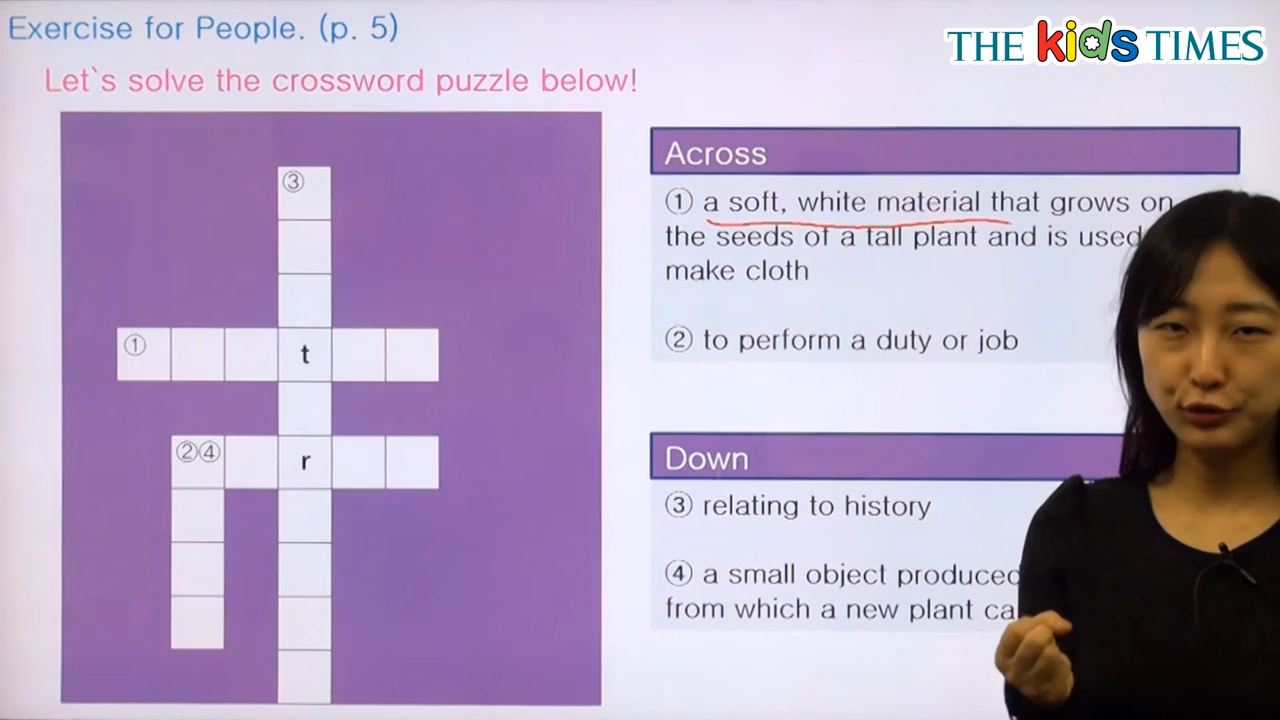 Exercise for People. (p. 5)
THE kids TIMES
Let`s solve the crossword puzzle below!
③
①
t
②④
r
Across
① a soft, white material that grows on
the seeds of a tall plant and is used
make cloth
② to perform a duty or job
Down
③ relating to history
④ a small object produced
from which a new plant